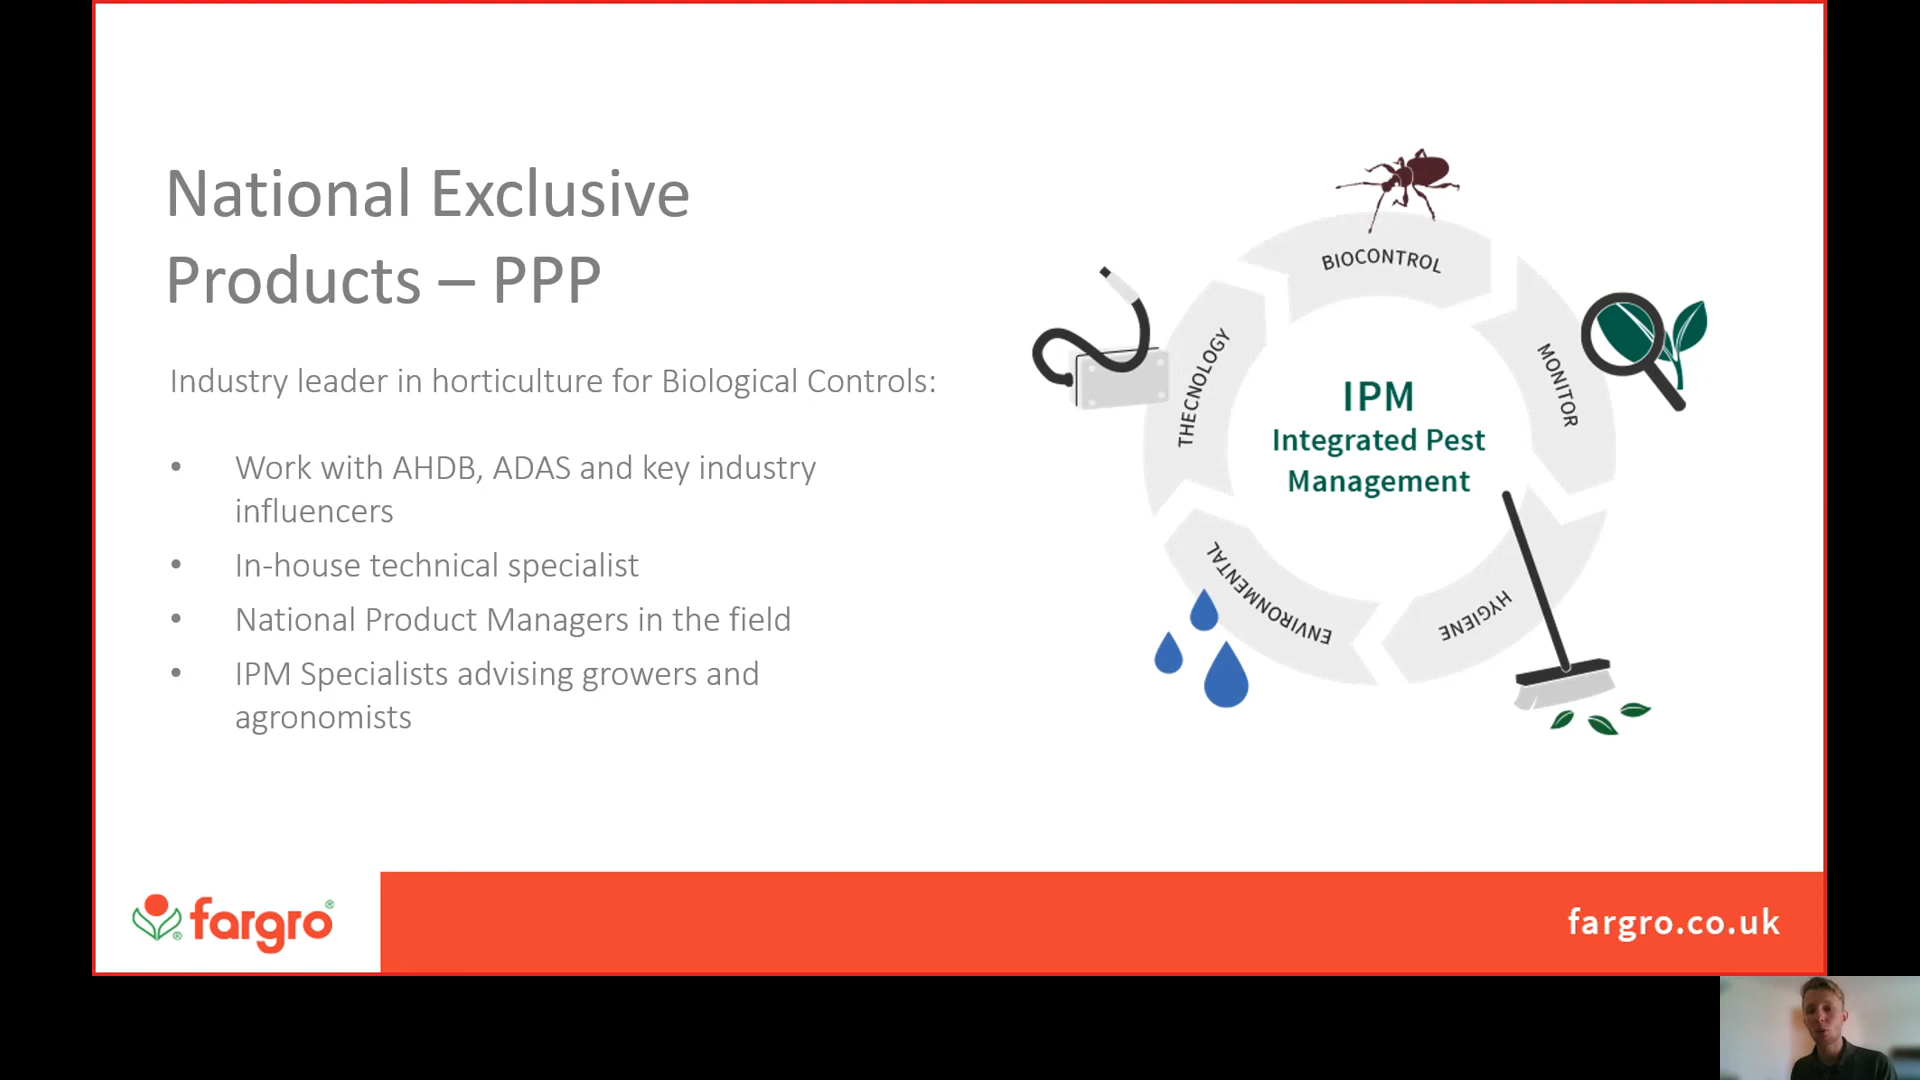 National Exclusive
Products – PPP
Industry leader in horticulture for Biological Controls:
• Work with AHDB, ADAS and key industry
influencers
• In-house technical specialist
• National Product Managers in the field
• IPM Specialists advising growers and
agronomists
BIOCONTROL
MONITOR
HYGIENE
ENVIRONMENTAL
THECNOLOGY
IPM
Integrated Pest
Management
fargro®
fargro.co.uk